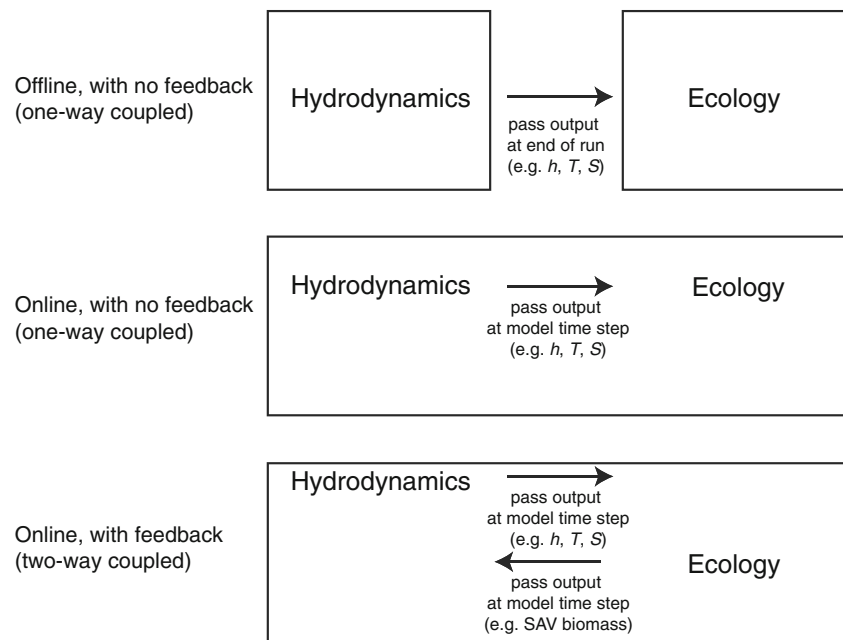 Offline, with no feedback
(one-way coupled)
Hydrodynamics
pass output
at end of run
(e.g. h, T, S)
Ecology
Online, with no feedback
(one-way coupled)
Hydrodynamics
pass output
at model time step
(e.g. h, T, S)
Ecology
Online, with feedback
(two-way coupled)
Hydrodynamics
pass output
at model time step
(e.g. h, T, S)
pass output
at model time step
(e.g. SAV biomass)
Ecology